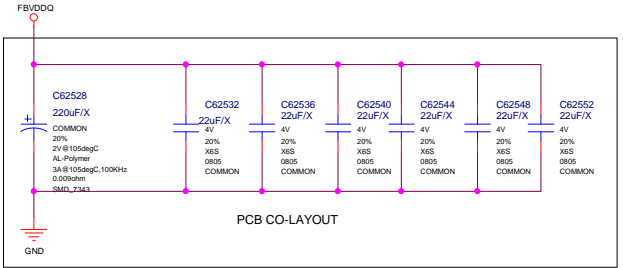 FBVDDQ
C62528
220uF/X
COMMON
20%
2V@105degC
AL-Polymer
3A@105degC,100KHz
0.009ohm
SMD_7343
C62532
22uF/X
4V
20%
X6S
0805
COMMON
C62536
22uF/X
4V
20%
X6S
0805
COMMON
C62540
22uF/X
4V
20%
X6S
0805
COMMON
C62544
22uF/X
4V
20%
X6S
0805
COMMON
C62548
22uF/X
4V
20%
X6S
0805
COMMON
C62552
22uF/X
4V
20%
X6S
0805
COMMON
PCB CO-LAYOUT
GND